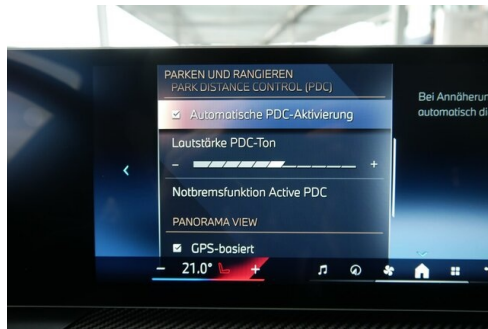 PARKEN UND RANGIEREN
PARK DISTANCE CONTROL (PDC)
Automatische PDC-Aktivierung
Lautstärke PDC-Ton
- +
Notbremsfunktion Active PDC
PANORAMA VIEW
GPS-basiert
Bei Annäherun
automatisch di
- 21.0° +